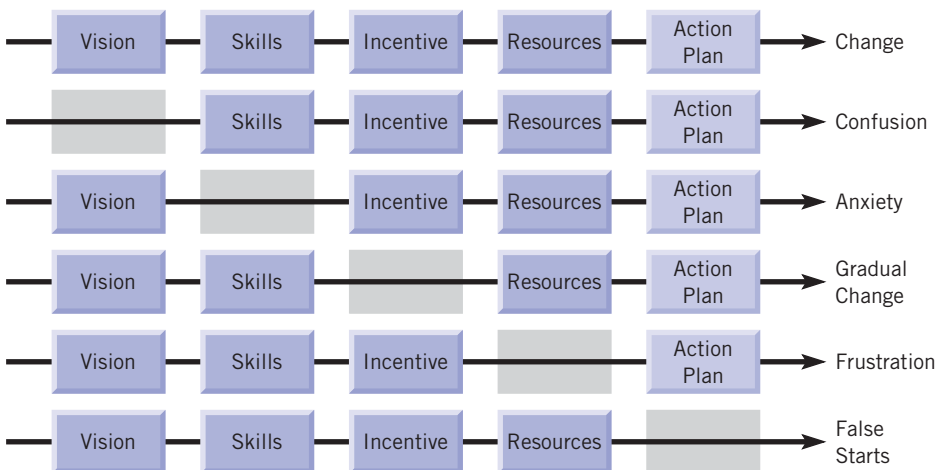 Vision Skills Incentive Resources Action Plan Change
Skills Incentive Resources Action Plan Confusion
Vision Incentive Resources Action Plan Anxiety
Vision Skills Resources Action Plan Gradual Change
Vision Skills Incentive Action Plan Frustration
Vision Skills Incentive Resources False Starts